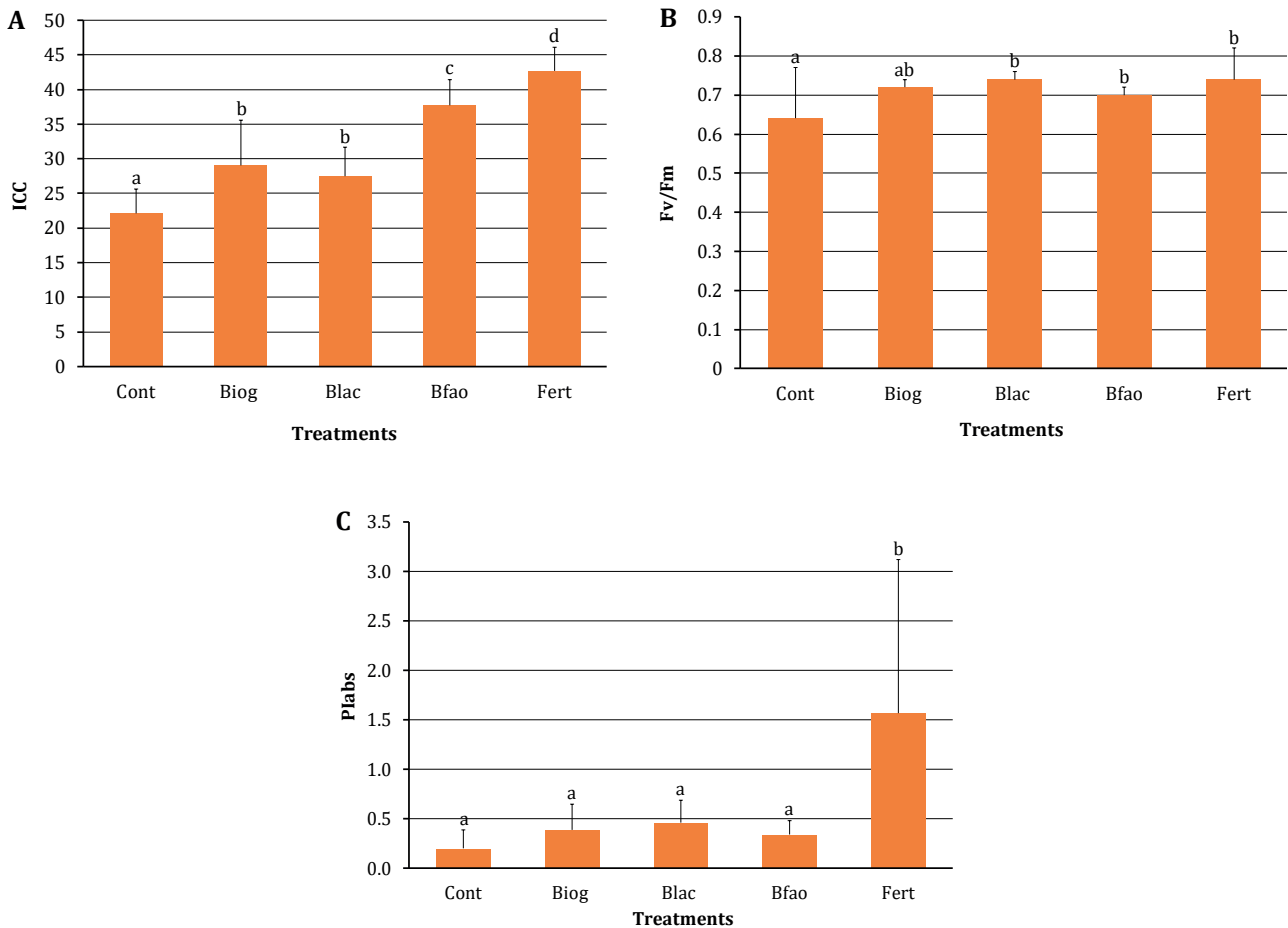 A
50
45
40
35
30
25
20
15
10
5
0
ICC
a
b
b
c
d
Cont Biog Blac Bfao Fert
Treatments
B
0.9
0.8
0.7
0.6
0.5
0.4
0.3
0.2
0.1
0
Fv/Fm
a
ab
b
b
b
Cont Biog Blac Bfao Fert
Treatments
C
3.5
3.0
2.5
2.0
1.5
1.0
0.5
0.0
PIabs
a
a
a
a
b
Cont Biog Blac Bfao Fert
Treatments